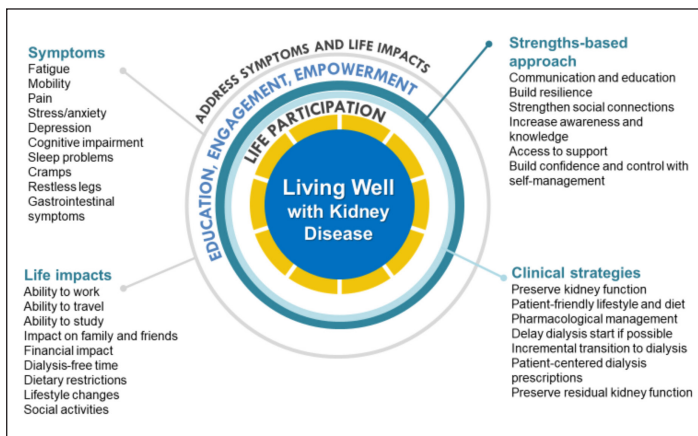 Symptoms
Fatigue
Mobility
Pain
Stress/anxiety
Depression
Cognitive impairment
Sleep problems
Cramps
Restless legs
Gastrointestinal
symptoms
Life impacts
Ability to work
Ability to travel
Ability to study
Impact on family and friends
Financial impact
Dialysis-free time
Dietary restrictions
Lifestyle changes
Social activities
ADDRESS SYMPTOMS AND LIFE IMPACTS
EDUCATION, ENGAGEMENT, EMPOWERMENT
LIFE PARTICIPATION
Living Well
with Kidney
Disease
Strengths-based
approach
Communication and education
Build resilience
Strengthen social connections
Increase awareness and
knowledge
Access to support
Build confidence and control with
self-management
Clinical strategies
Preserve kidney function
Patient-friendly lifestyle and diet
Pharmacological management
Delay dialysis start if possible
Incremental transition to dialysis
Patient-centered dialysis
prescriptions
Preserve residual kidney function